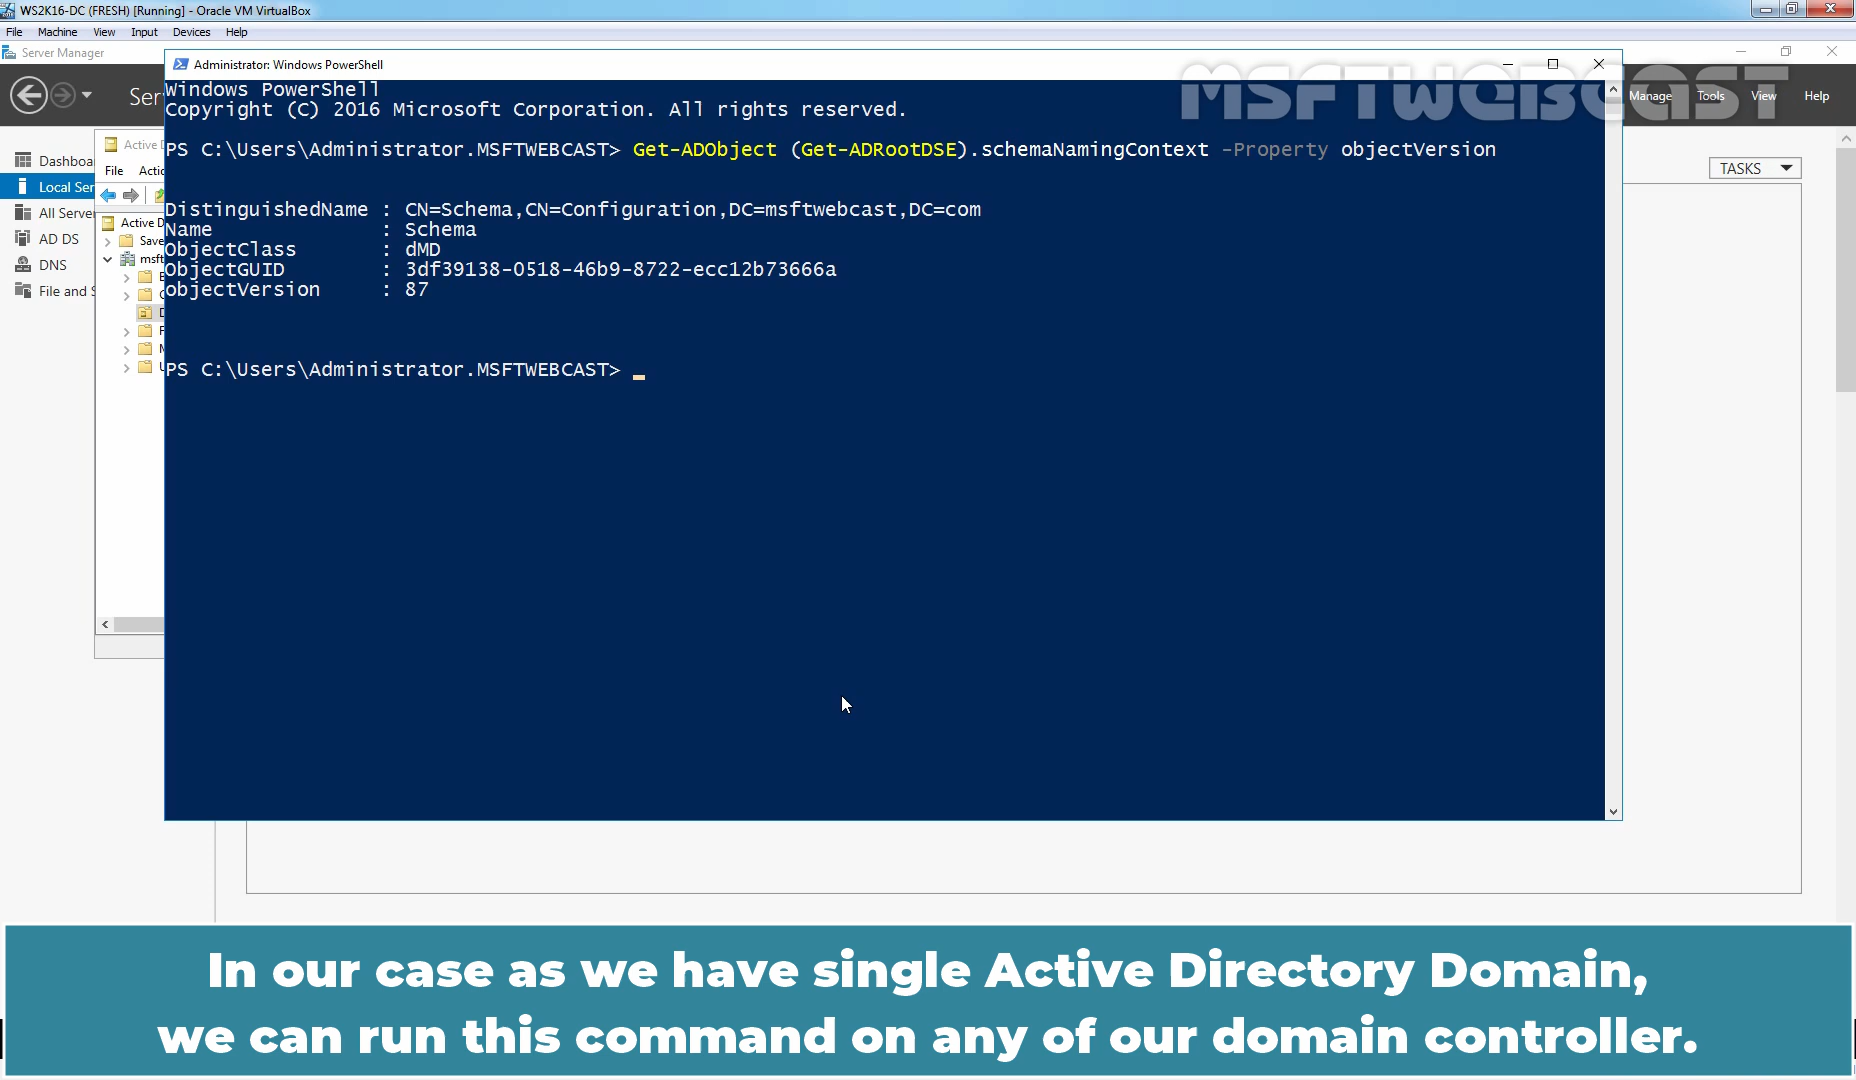 WS2K16-DC (FRESH) [Running] - Oracle VM VirtualBox
File Machine View Input Devices Help
Server Manager
Administrator: Windows PowerShell
MSFTWEBCAST
Manage Tools View Help
TASKS
Local Ser
AD DS
DNS
File and S
File
Windows PowerShell
Copyright (C) 2016 Microsoft Corporation. All rights reserved.
PS C:\Users\Administrator.MSFTWEBCAST> Get-ADObject (Get-ADRootDSE).schemaNamingContext -Property objectVersion
DistinguishedName : CN=Schema,CN=Configuration,DC=msftwebcast,DC=com
Name : Schema
ObjectClass : dMD
ObjectGUID : 3df39138-0518-46b9-8722-ecc12b73666a
objectVersion : 87
PS C:\Users\Administrator.MSFTWEBCAST>
In our case as we have single Active Directory Domain,
we can run this command on any of our domain controller.